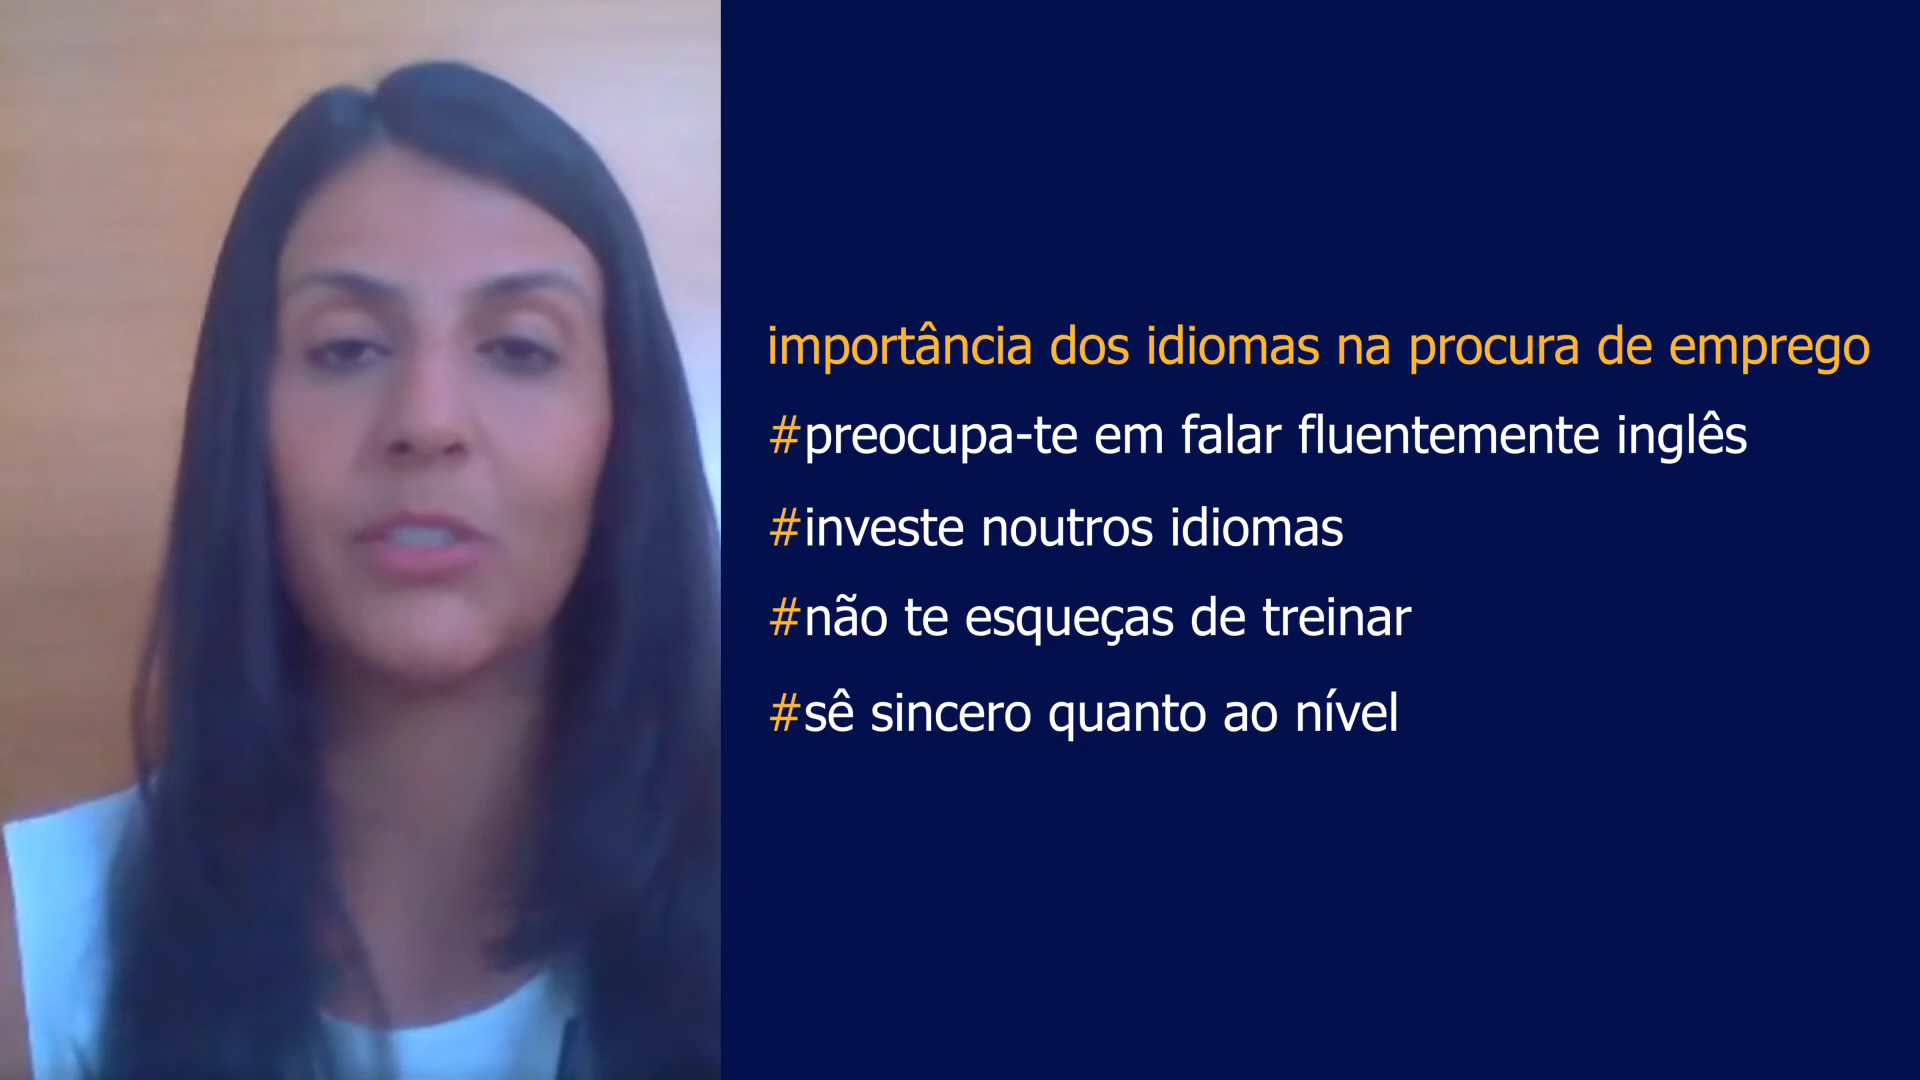 importância dos idiomas na procura de emprego
#preocupa-te em falar fluentemente inglês
#investe noutros idiomas
#não te esqueças de treinar
#sê sincero quanto ao nível